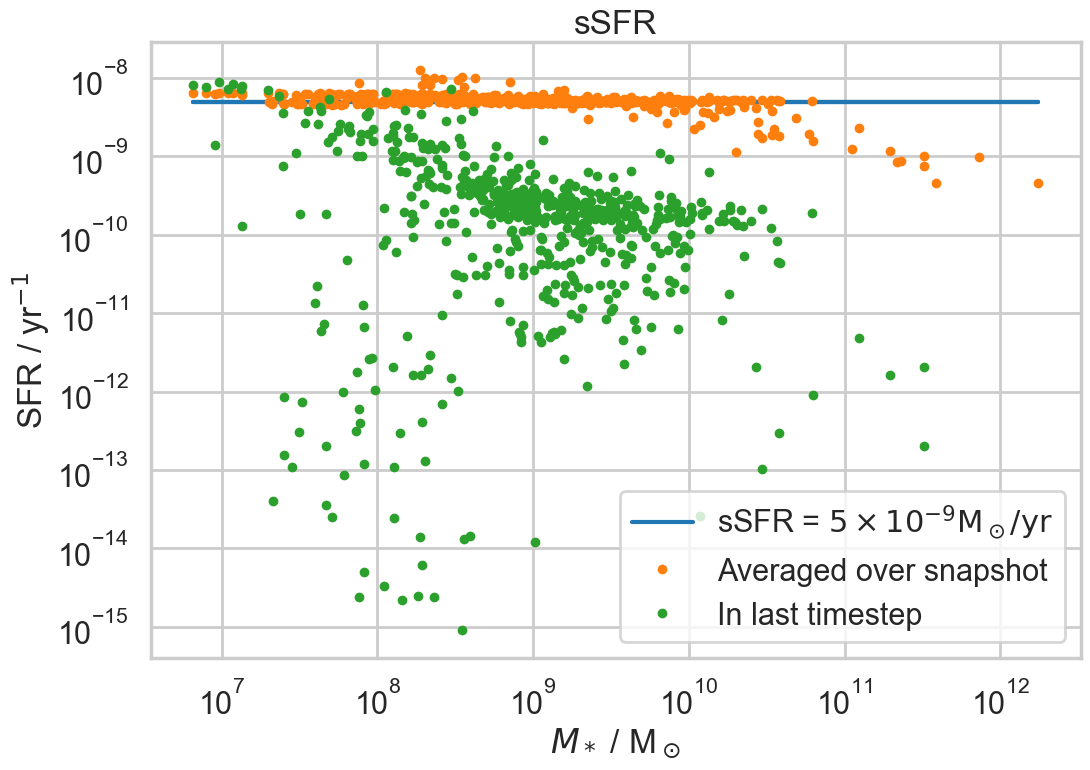 sSFR
SFR / yr⁻¹
10⁻⁸
10⁻⁹
10⁻¹⁰
10⁻¹¹
10⁻¹²
10⁻¹³
10⁻¹⁴
10⁻¹⁵
sSFR = 5 × 10⁻⁹M⊙/yr
Averaged over snapshot
In last timestep
10⁷ 10⁸ 10⁹ 10¹⁰ 10¹¹ 10¹²
M* / M⊙